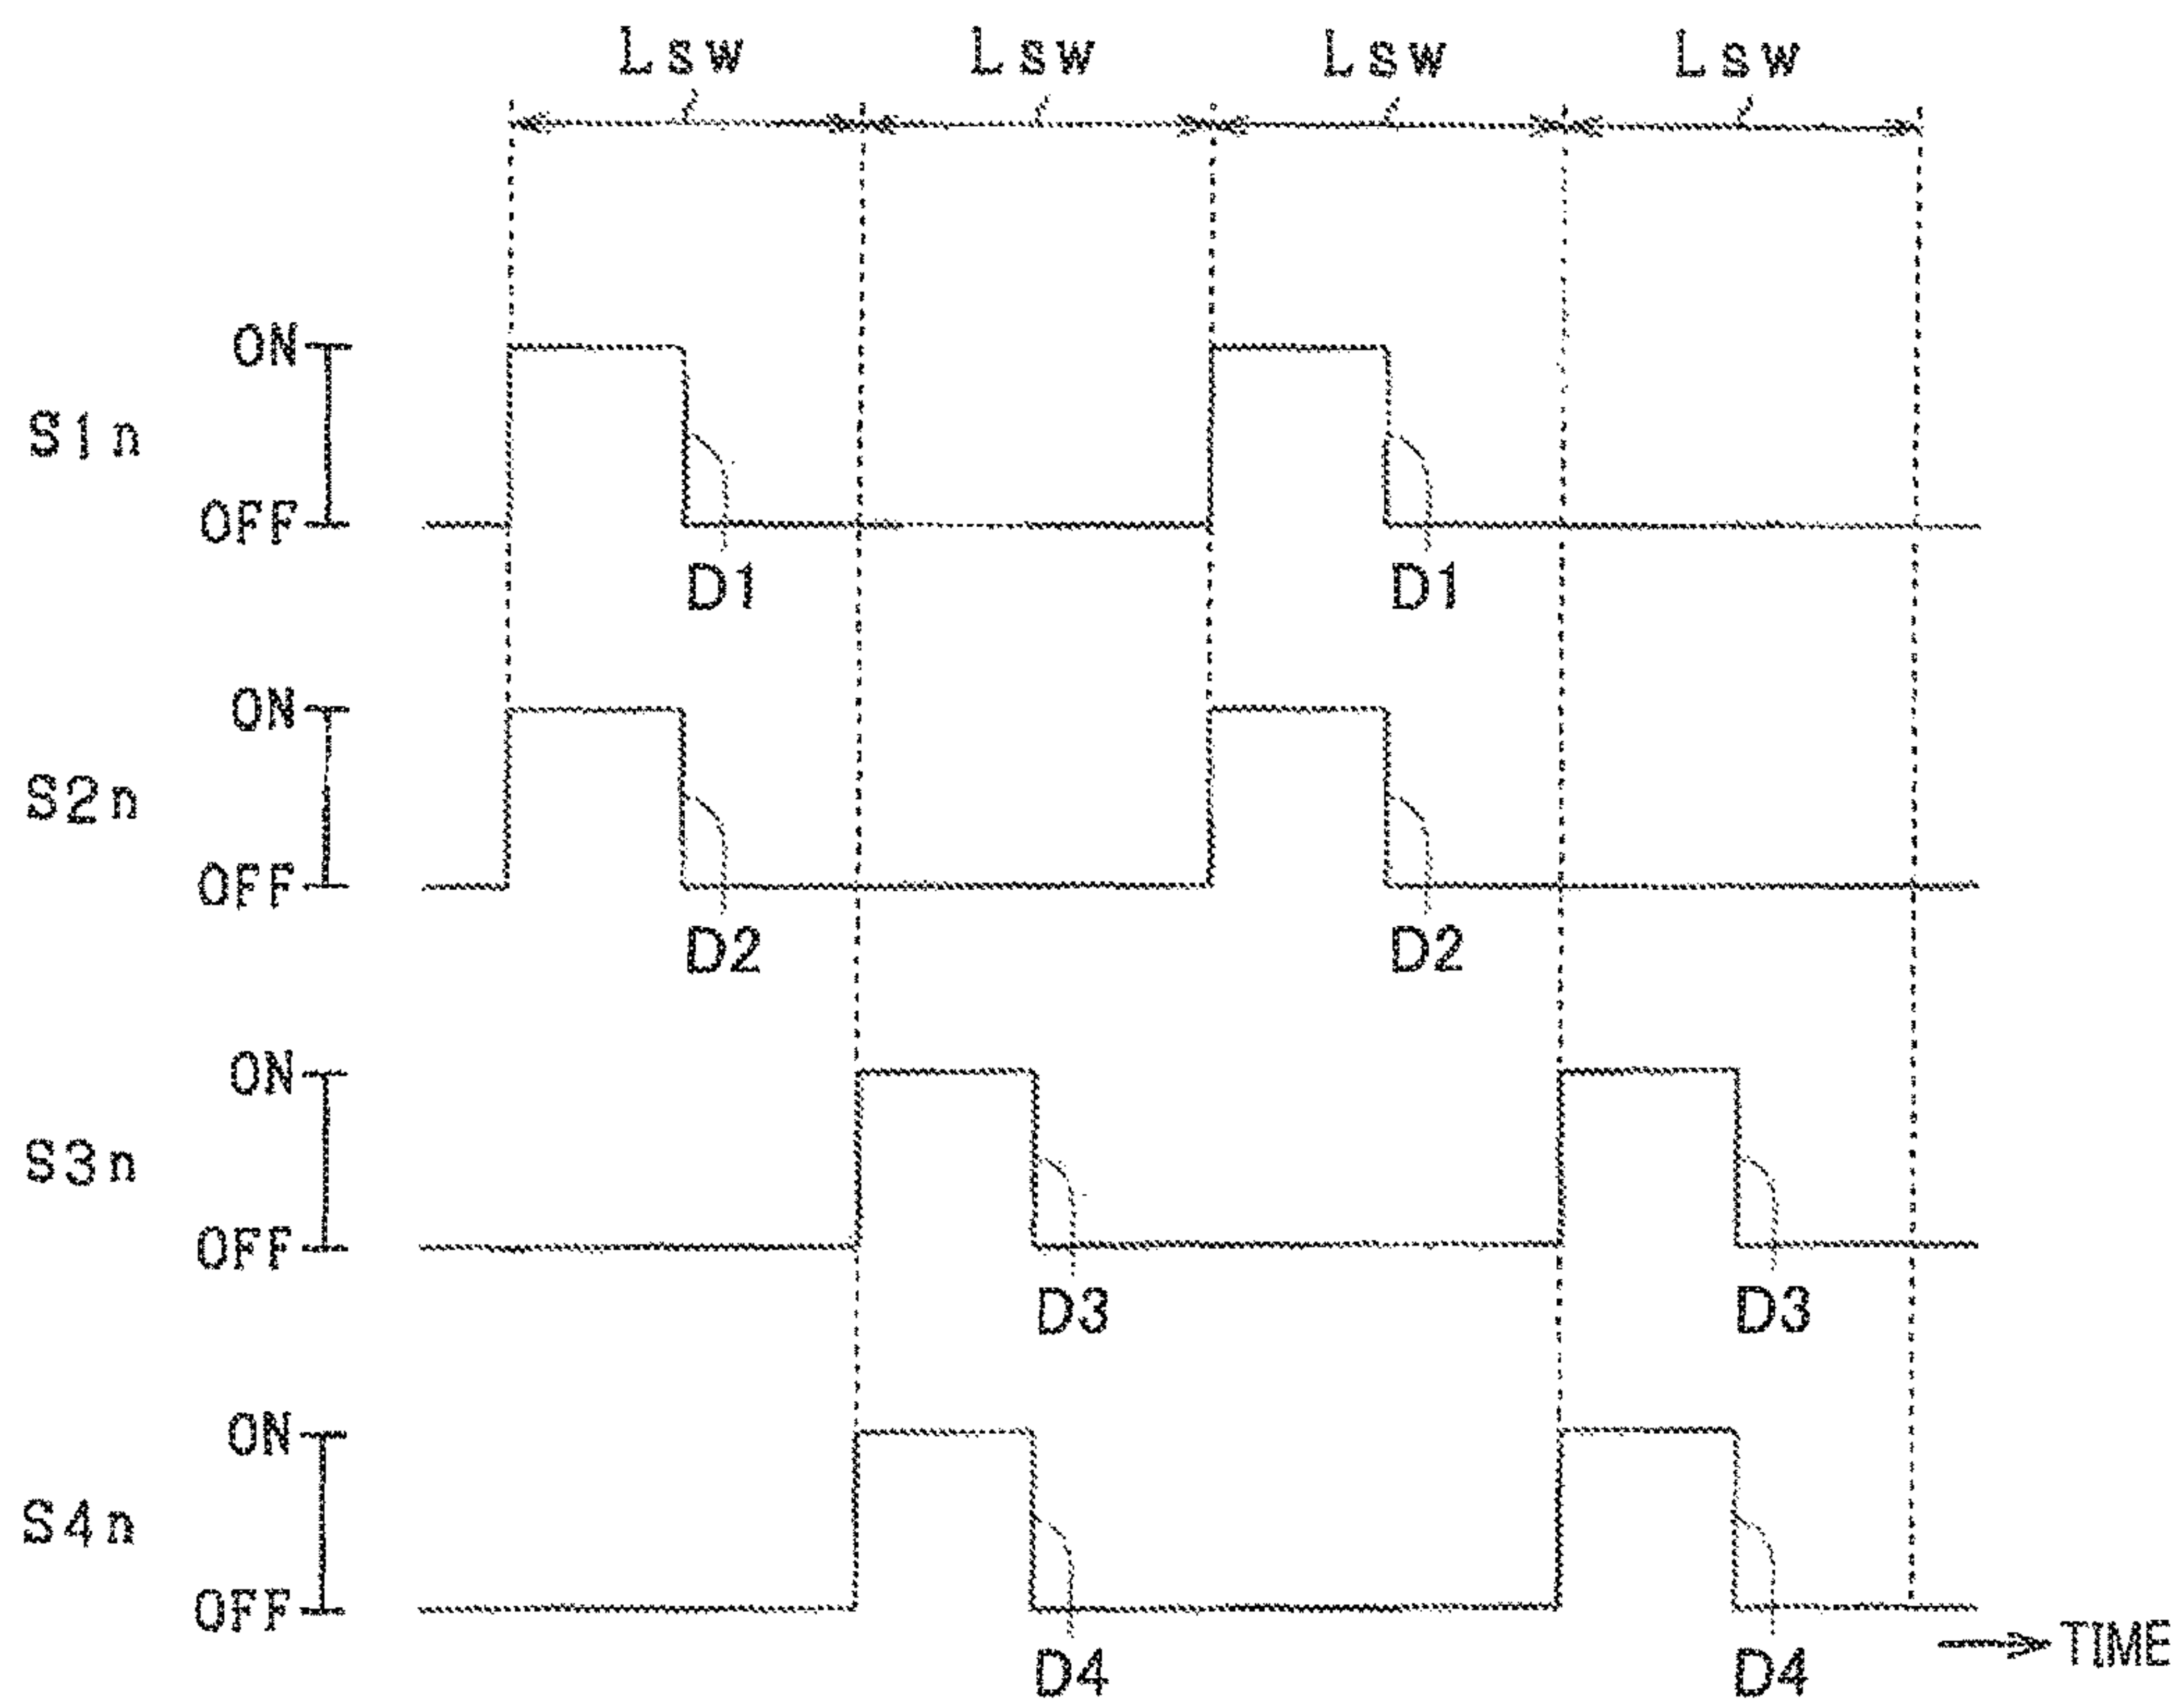 Lsw Lsw Lsw Lsw
ON
S1n
OFF
D1 D1
ON
S2n
OFF
D2 D2
ON
S3n
OFF
D3 D3
ON
S4n
OFF
TIME
D4 D4